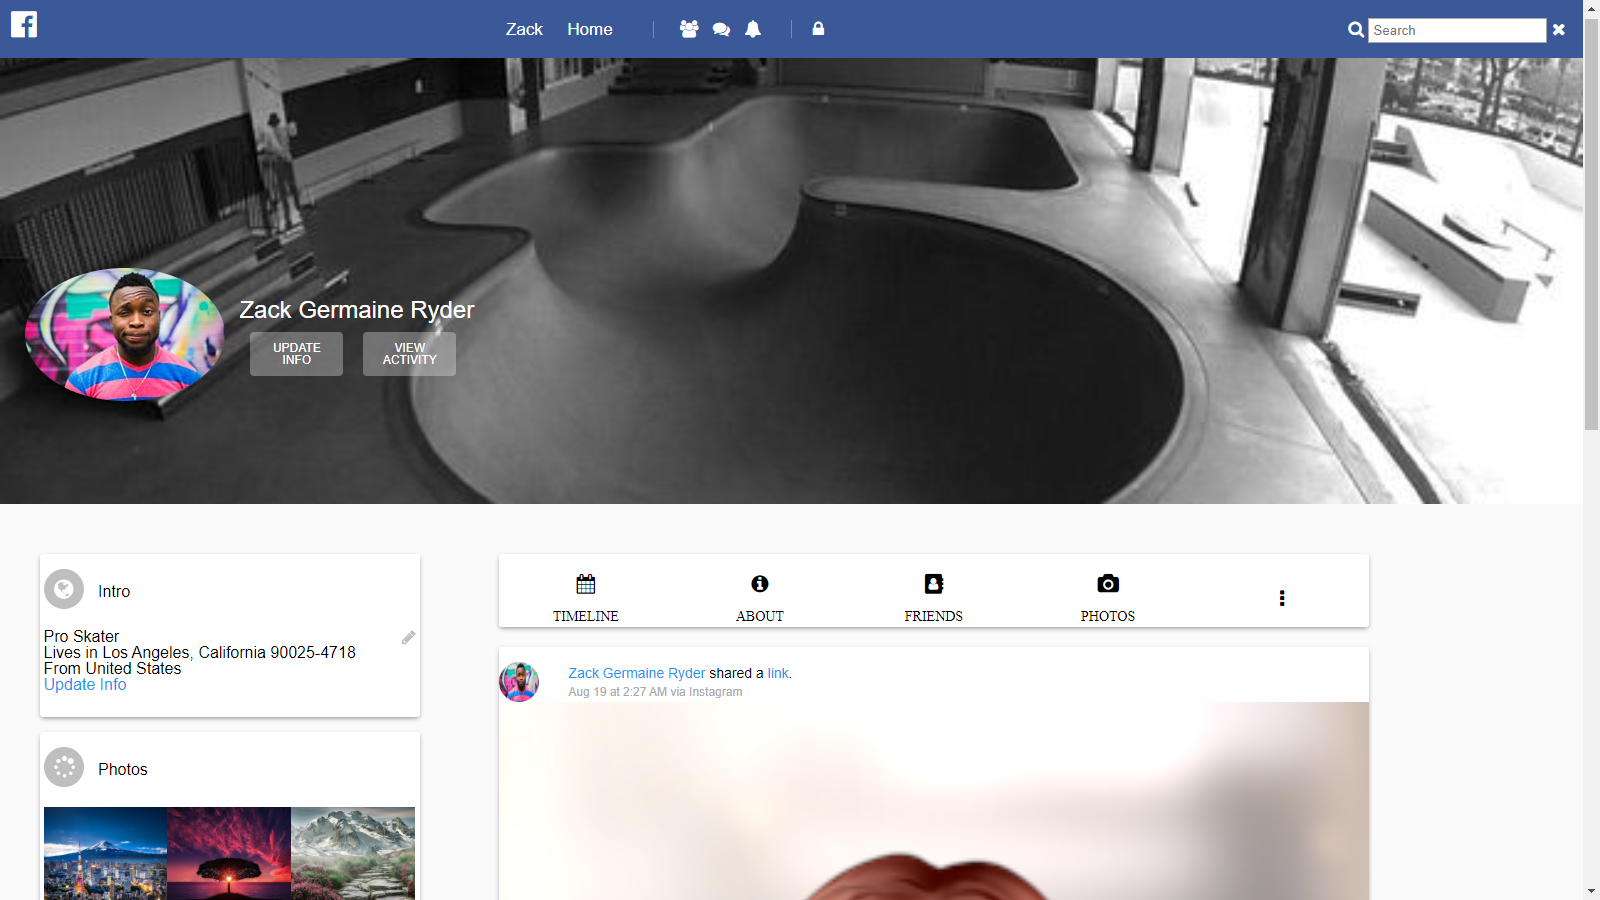 Zack Home
Search
Zack Germaine Ryder
UPDATE INFO
VIEW ACTIVITY
Intro
Pro Skater
Lives in Los Angeles, California 90025-4718
From United States
Update Info
Photos
TIMELINE
ABOUT
FRIENDS
PHOTOS
Zack Germaine Ryder shared a link.
Aug 19 at 2:27 AM via Instagram